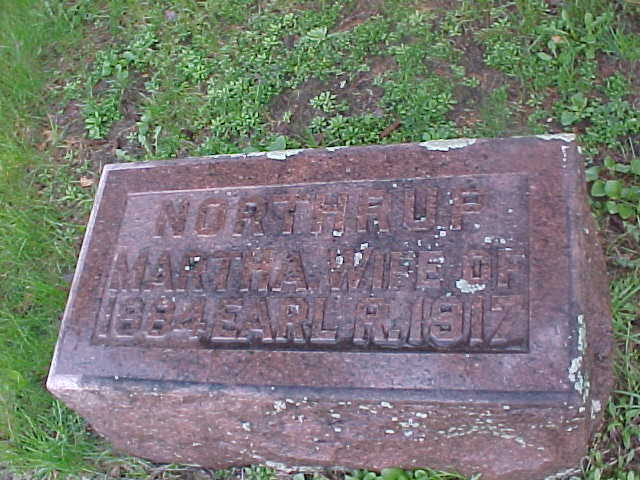 NORTHRUP
MARTHA, WIFE OF
1884 EARL R. 1917